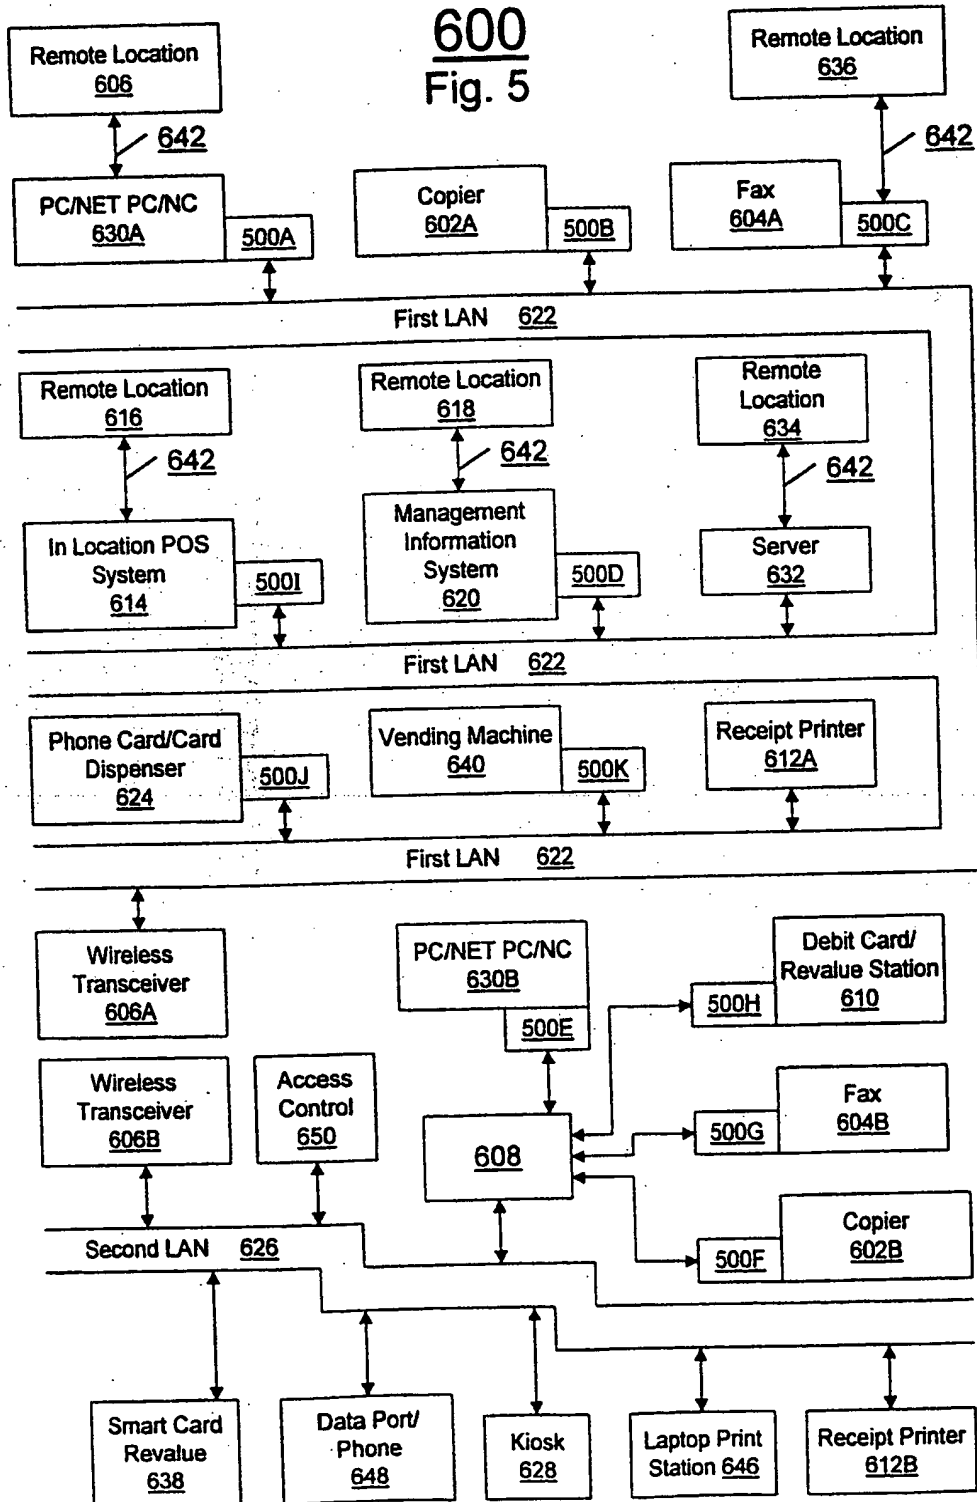 600
Fig. 5
Remote Location
606
642
Remote Location
636
642
PC/NET PC/NC
630A
500A
Copier
602A
500B
Fax
604A
500C
First LAN 622
Remote Location
616
642
Remote Location
618
642
Remote
Location
634
642
In Location POS
System
614
500I
Management
Information
System
620
500D
Server
632
First LAN 622
Phone Card/Card
Dispenser
624
500J
Vending Machine
640
500K
Receipt Printer
612A
First LAN 622
Wireless
Transceiver
606A
PC/NET PC/NC
630B
500E
Debit Card/
Revalue Station
610
500H
Wireless
Transceiver
606B
Access
Control
650
608
Fax
604B
500G
Copier
602B
500F
Second LAN 626
Smart Card
Revalue
638
Data Port/
Phone
648
Kiosk
628
Laptop Print
Station 646
Receipt Printer
612B